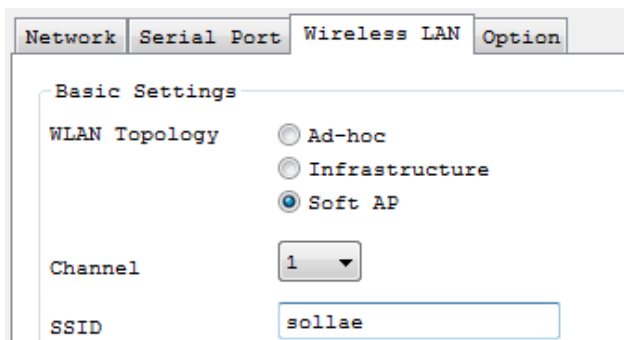 Network Serial Port Wireless LAN Option
Basic Settings
WLAN Topology Ad-hoc
Infrastructure
Soft AP
Channel 1
SSID sollae